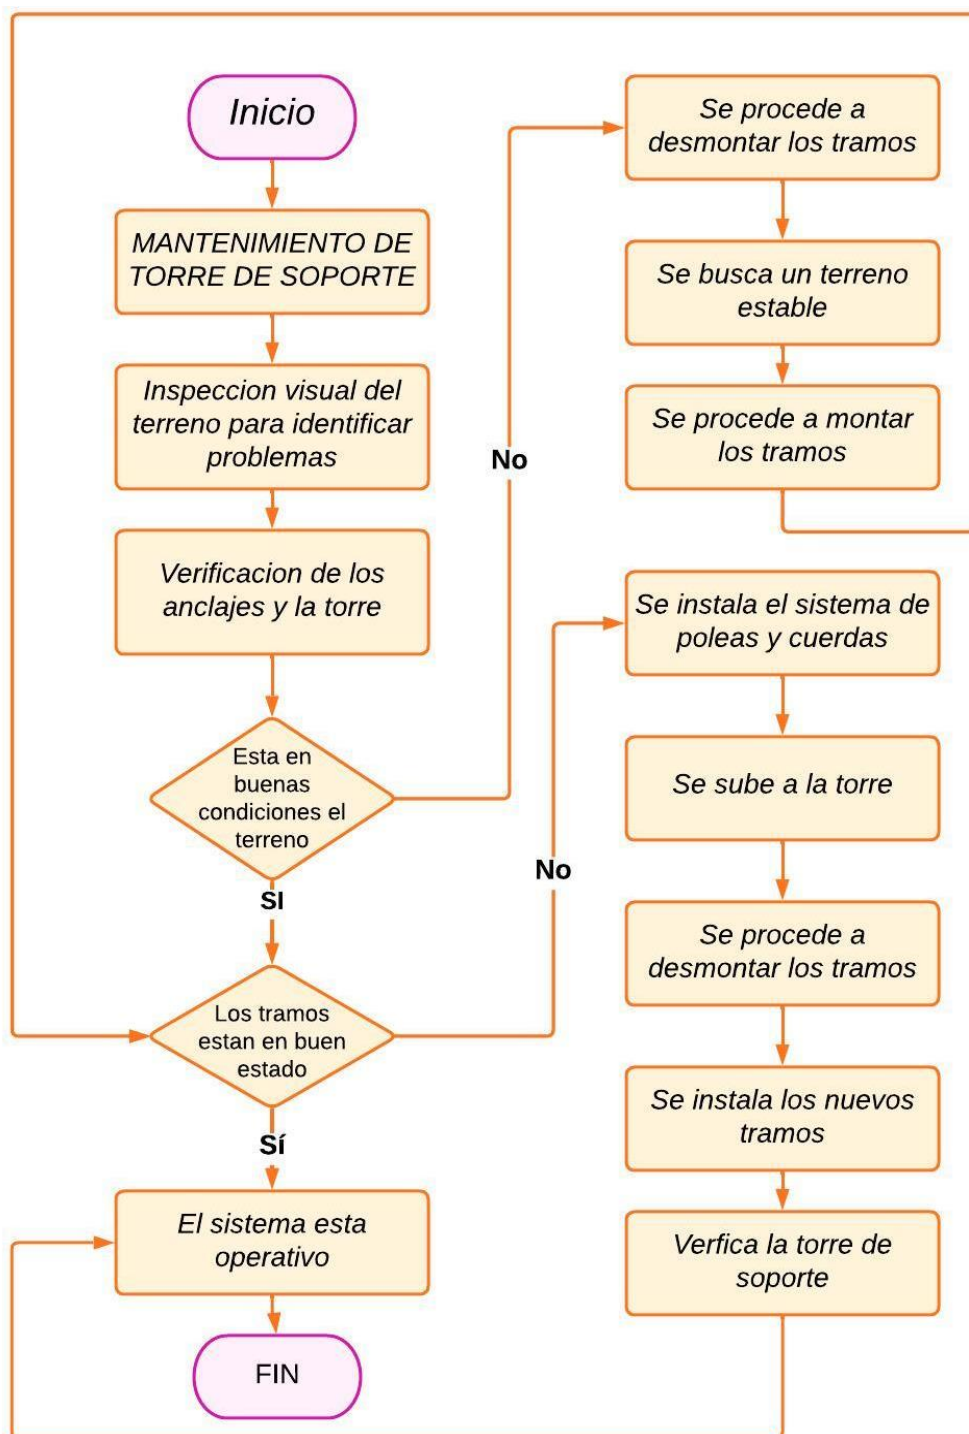 Inicio
MANTENIMIENTO DE
TORRE DE SOPORTE
Inspeccion visual del
terreno para identificar
problemas
Verificacion de los
anclajes y la torre
Esta en
buenas
condiciones el
terreno
SI
No
Los tramos
estan en buen
estado
Sí
No
El sistema esta
operativo
FIN
Se procede a
desmontar los tramos
Se busca un terreno
estable
Se procede a montar
los tramos
Se instala el sistema de
poleas y cuerdas
Se sube a la torre
Se procede a
desmontar los tramos
Se instala los nuevos
tramos
Verfica la torre de
soporte